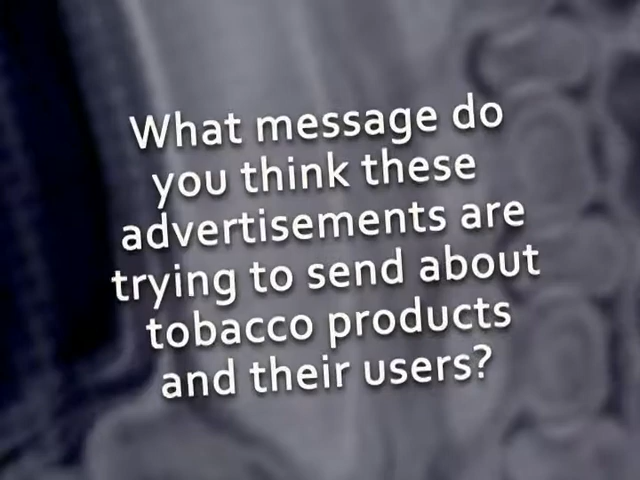 What message do
you think these
advertisements are
trying to send about
tobacco products
and their users?